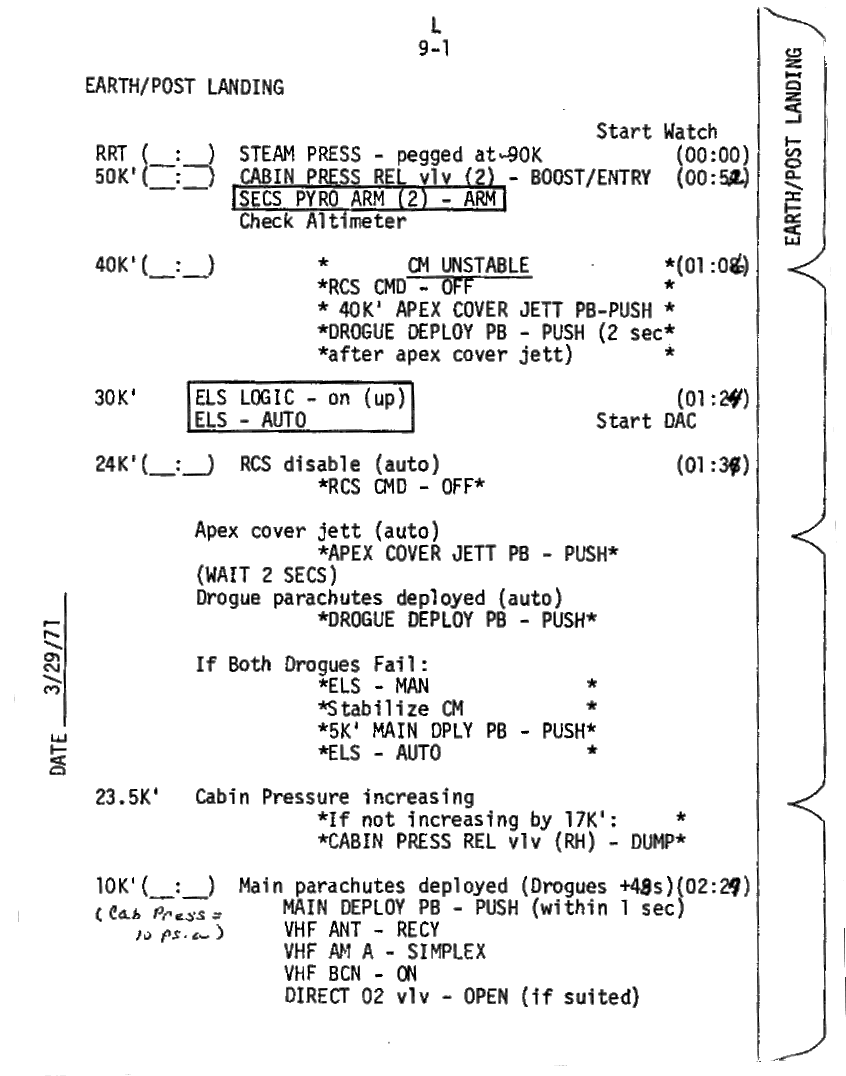 L
9-1
EARTH/POST LANDING
EARTH/POST LANDING
Start Watch
RRT (__:__) STEAM PRESS - pegged at ~90K (00:00)
50K'(__:__) CABIN PRESS REL vlv (2) - BOOST/ENTRY (00:52)
SECS PYRO ARM (2) - ARM
Check Altimeter
40K'(__:__) * CM UNSTABLE *(01:06)
*RCS CMD - OFF *
* 40K' APEX COVER JETT PB-PUSH *
*DROGUE DEPLOY PB - PUSH (2 sec*
*after apex cover jett) *
30K' ELS LOGIC - on (up) (01:24)
ELS - AUTO Start DAC
24K'(__:__) RCS disable (auto)
*RCS CMD - OFF*
Apex cover jett (auto)
*APEX COVER JETT PB - PUSH*
(WAIT 2 SECS)
Drogue parachutes deployed (auto)
*DROGUE DEPLOY PB - PUSH*
If Both Drogues Fail:
*ELS - MAN *
*Stabilize CM *
*5K' MAIN DPLY PB - PUSH*
*ELS - AUTO *
23.5K' Cabin Pressure increasing
*If not increasing by 17K': *
*CABIN PRESS REL vlv (RH) - DUMP*
10K'(__:__) Main parachutes deployed (Drogues
(Cab Press = MAIN DEPLOY PB - PUSH (within 1 sec)
10 psia) VHF ANT - RECY
VHF AM A - SIMPLEX
VHF BCN - ON
DIRECT O2 vlv - OPEN (if suited)
DATE 3/29/71